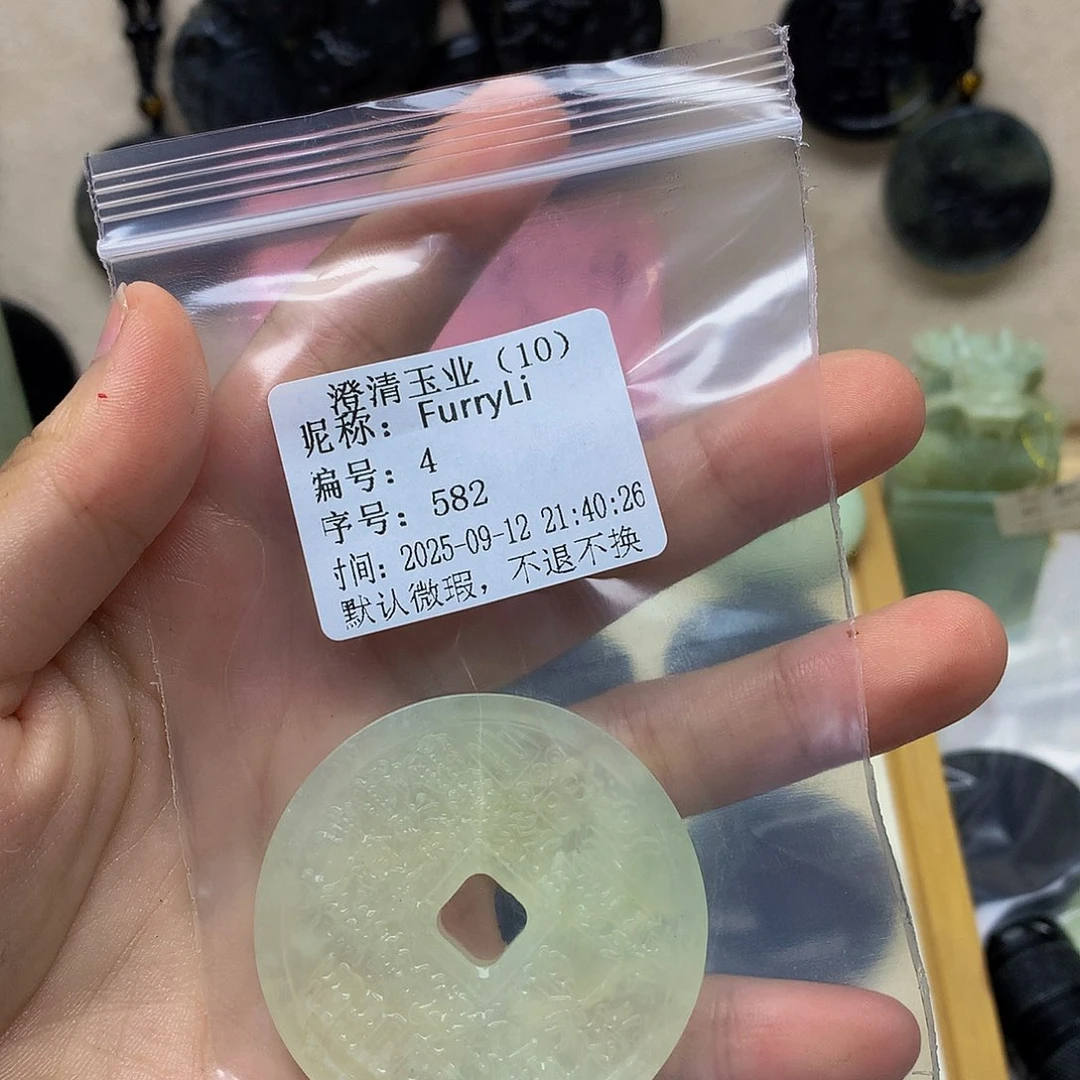 澄清玉业（10）
昵称：FurryLi
编号：4
字号：582
时间：2025-09-12 21:40:26
默认微瑕，不退不换